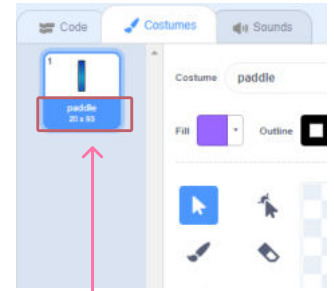 Code Costumes Sounds
1
paddle
20 x 93
Costume paddle
Fill Outline